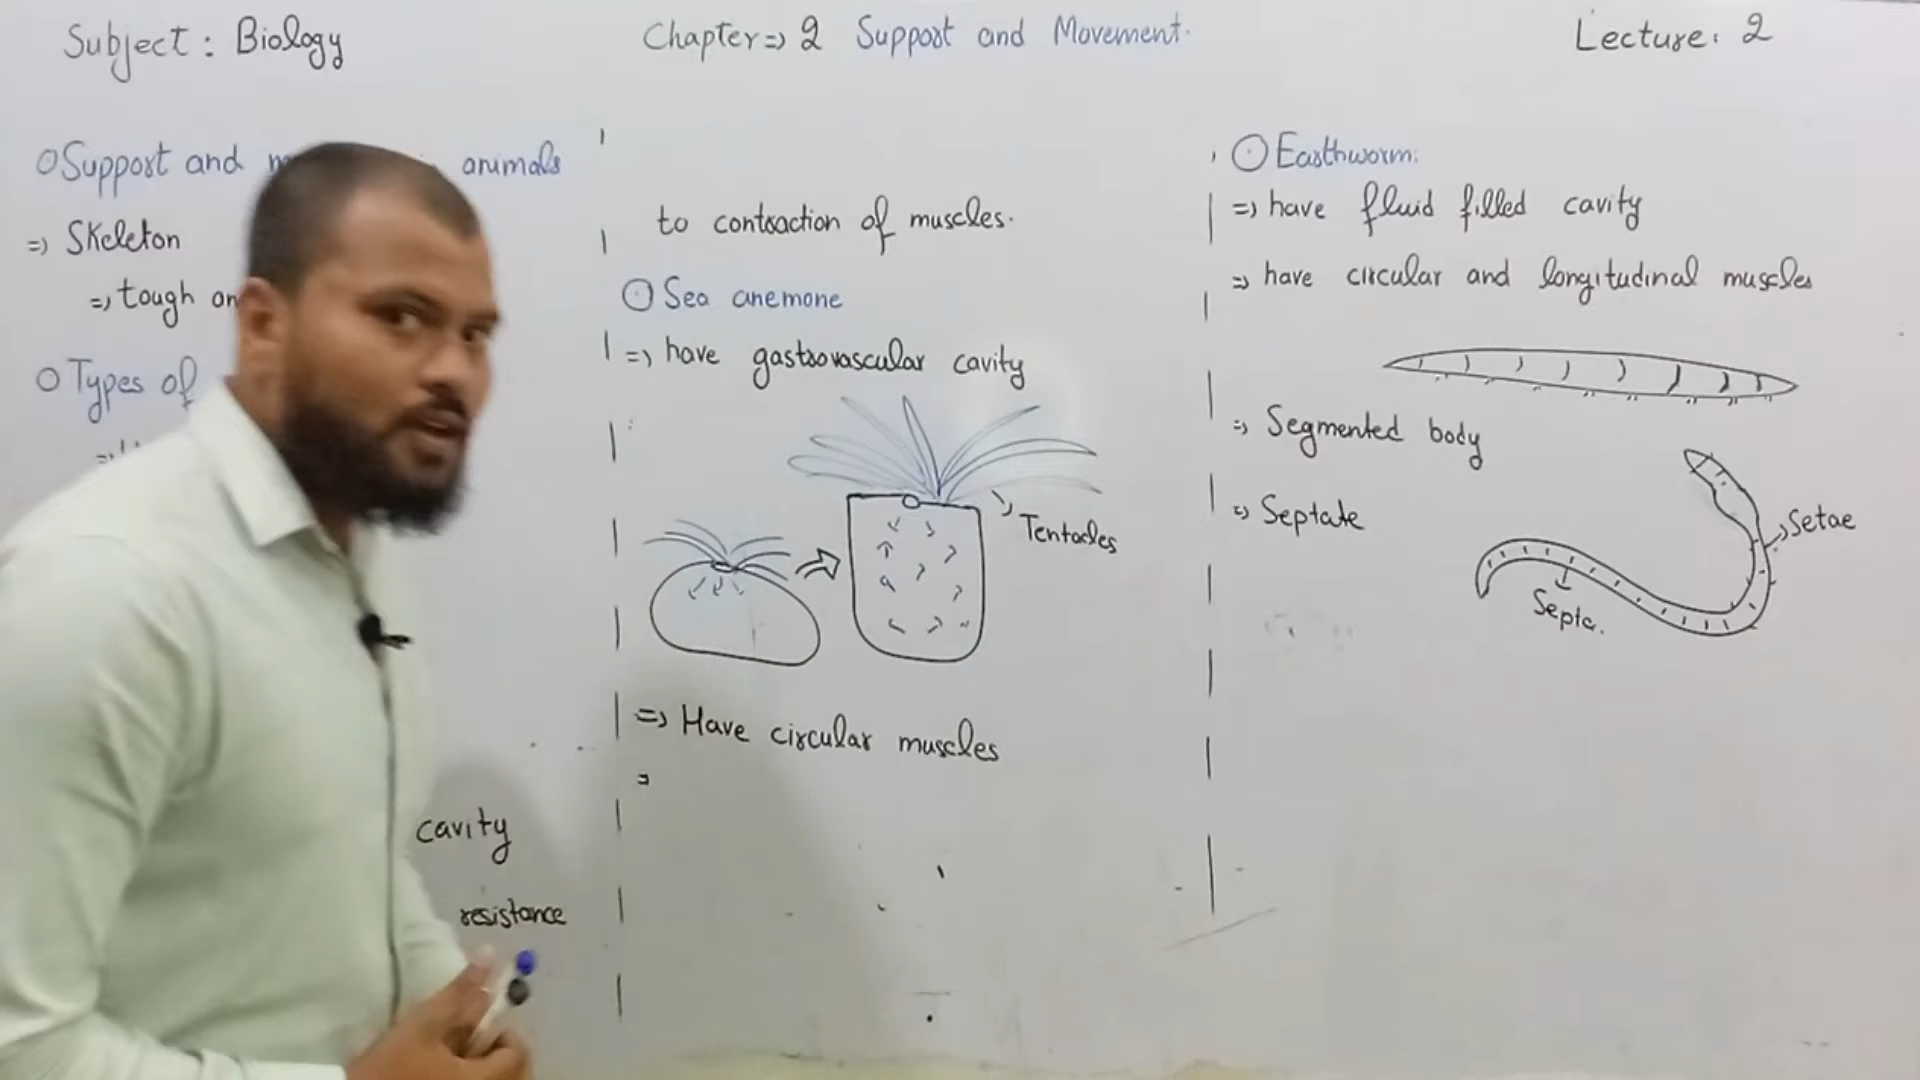 Subject : Biology
Chapter => 2 Support and Movement.
Lecture : 2
Support and animals
=> Skeleton
=> tough
Types of
cavity
resistance
to contraction of muscles.
Sea anemone
=> have gastrovascular cavity
Tentacles
=> Have circular muscles
=
Earthworm:
=> have fluid filled cavity
=> have circular and longitudinal muscles
=> Segmented body
=> Septate
Setae
Septa.